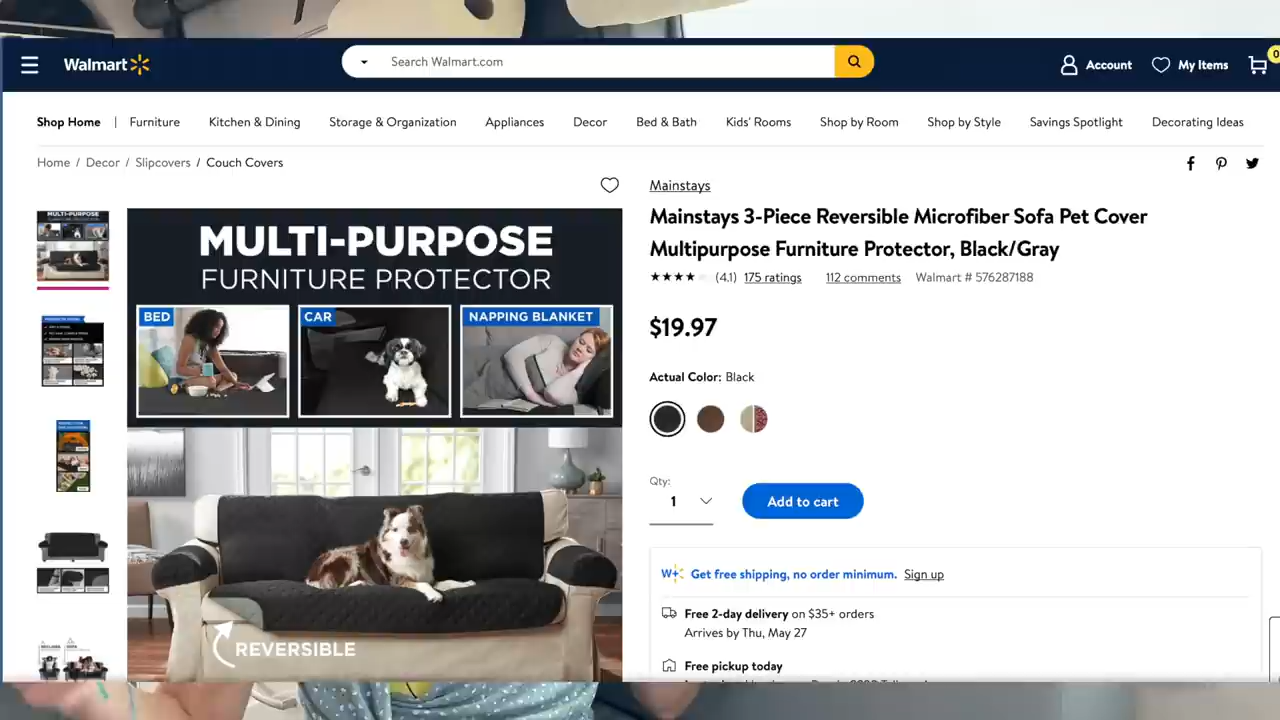 Walmart
Search Walmart.com
Account
My Items
0
Shop Home | Furniture Kitchen & Dining Storage & Organization Appliances Decor Bed & Bath Kids' Rooms Shop by Room Shop by Style Savings Spotlight Decorating Ideas
Home / Decor / Slipcovers / Couch Covers
MULTI-PURPOSE
FURNITURE PROTECTOR
BED
CAR
NAPPING BLANKET
REVERSIBLE
Mainstays
Mainstays 3-Piece Reversible Microfiber Sofa Pet Cover
Multipurpose Furniture Protector, Black/Gray
(4.1) 175 ratings 112 comments Walmart # 576287188
$19.97
Actual Color: Black
Qty:
1
Add to cart
W+ Get free shipping, no order minimum. Sign up
Free 2-day delivery on $35+ orders
Arrives by Thu, May 27
Free pickup today